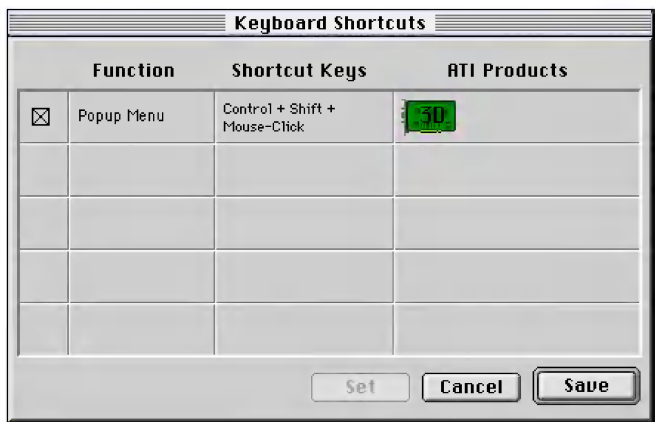 Keyboard Shortcuts
Function Shortcut Keys ATI Products
Popup Menu Control + Shift + 3D
Mouse-Click
Set Cancel Save